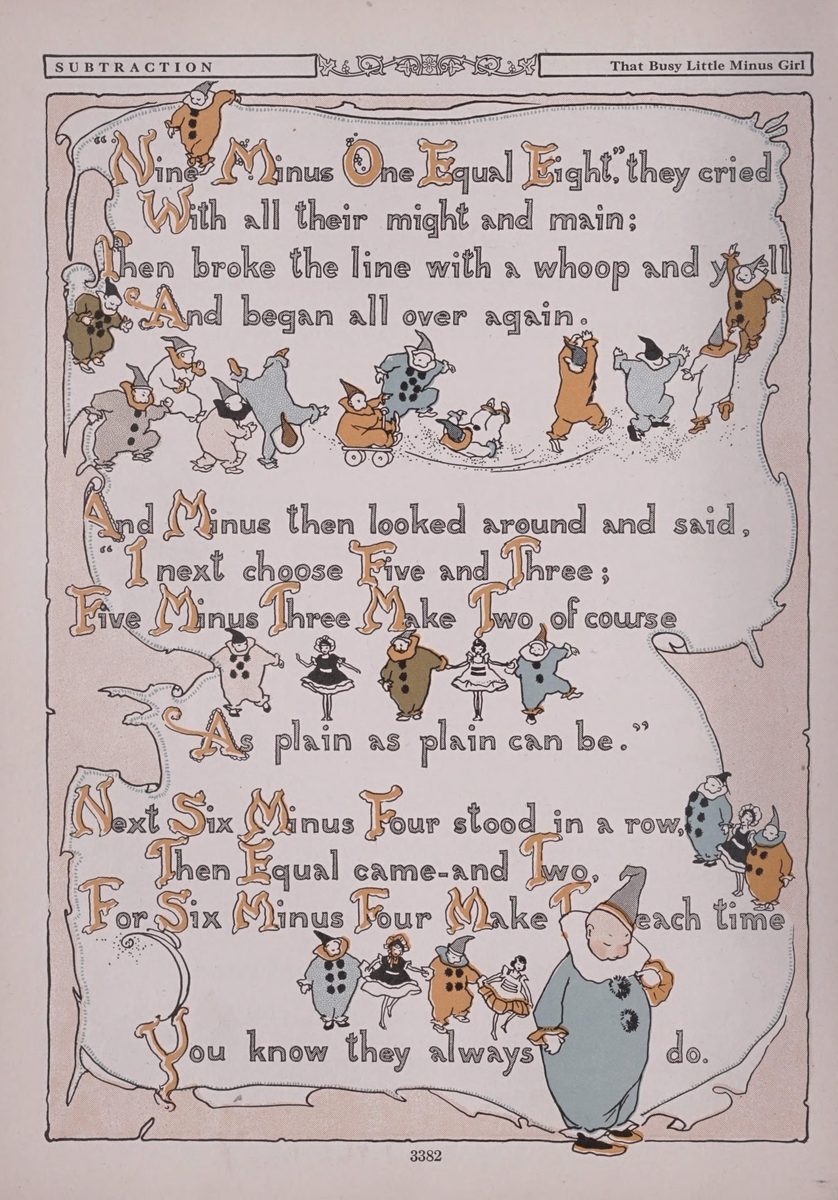 SUBTRACTION
That Busy Little Minus Girl
"Nine Minus One Equal Eight," they cried
With all their might and main;
Then broke the line with a whoop and yell
And began all over again.
And Minus then looked around and said,
"I next choose Five and Three;
Five Minus Three Make Two of course
As plain as plain can be."
Next Six Minus Four stood in a row,
Then Equal came-and Two,
For Six Minus Four Make each time
You know they always do.
3382